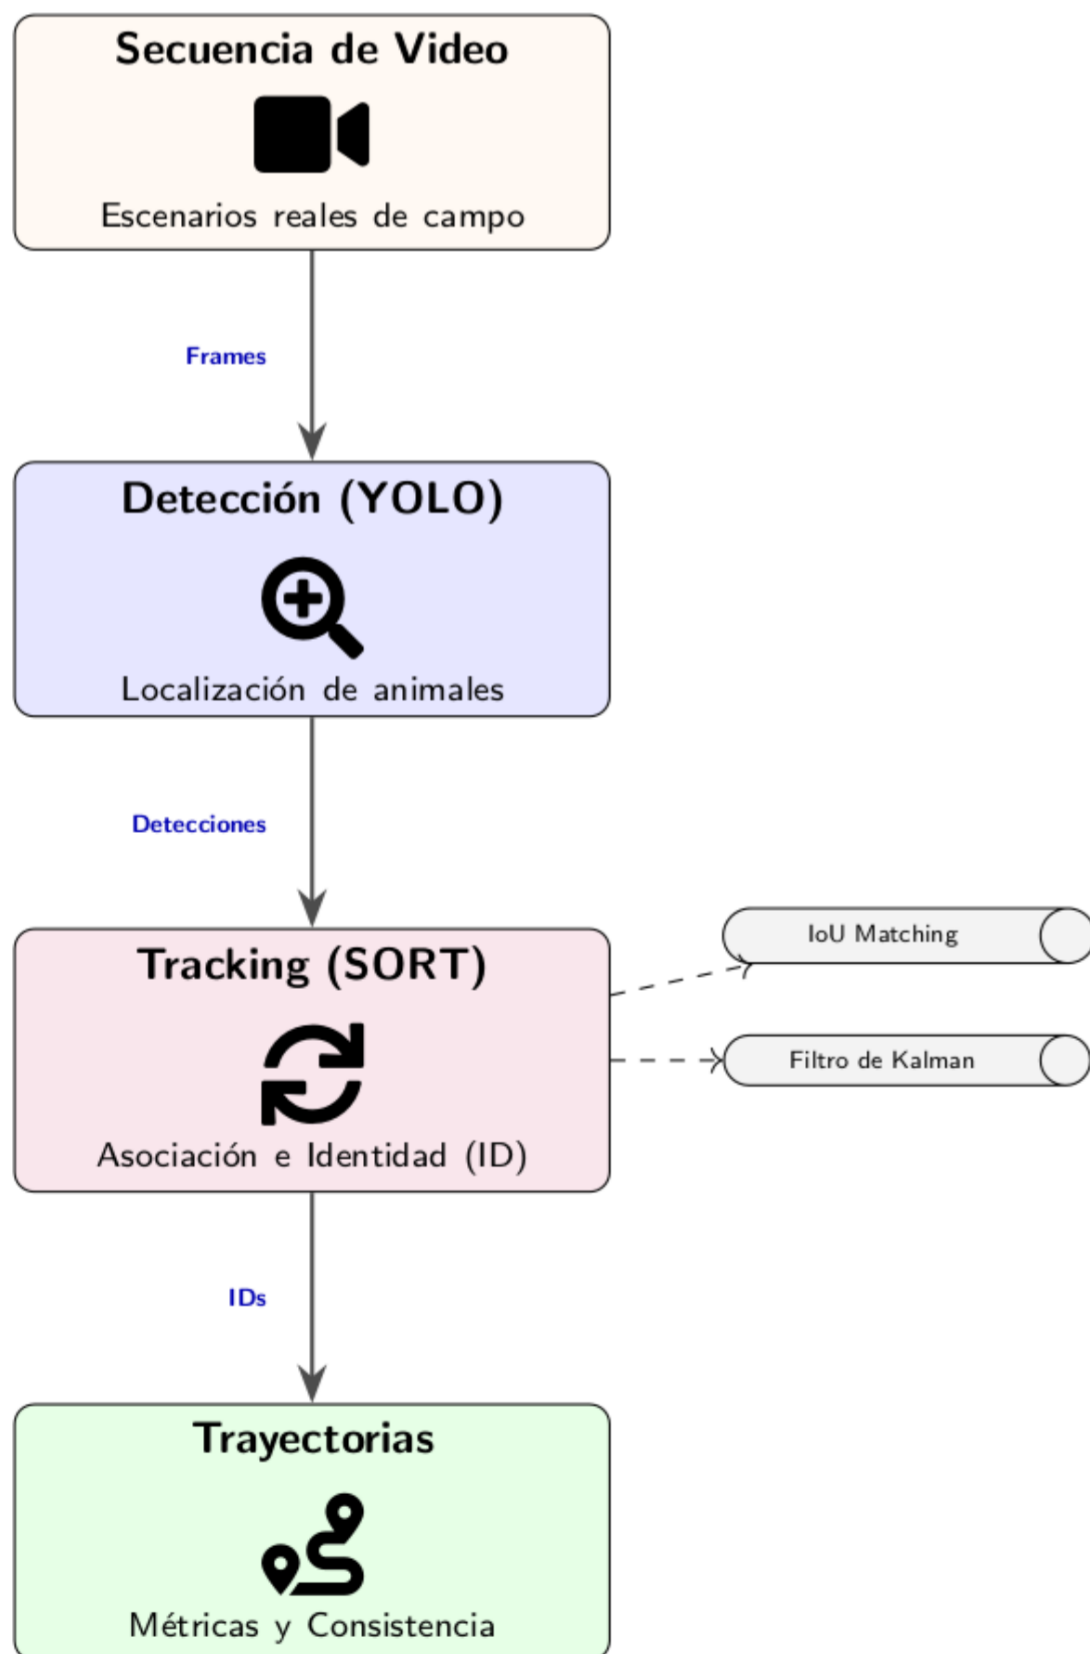 Secuencia de Video
Escenarios reales de campo
Frames
Detección (YOLO)
Localización de animales
Detecciones
Tracking (SORT)
Asociación e Identidad (ID)
IoU Matching
Filtro de Kalman
IDs
Trayectorias
Métricas y Consistencia